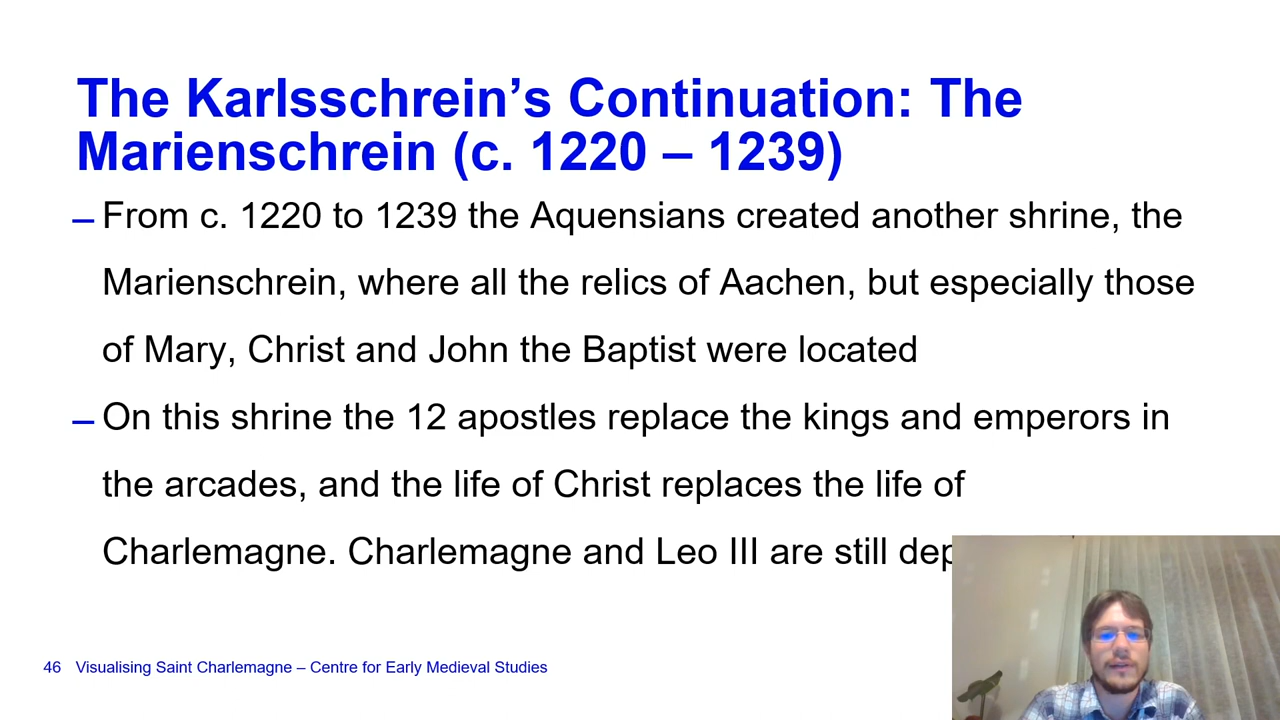 The Karlsschrein’s Continuation: The
Marienschrein (c. 1220 – 1239)
– From c. 1220 to 1239 the Aquensians created another shrine, the
Marienschrein, where all the relics of Aachen, but especially those
of Mary, Christ and John the Baptist were located
– On this shrine the 12 apostles replace the kings and emperors in
the arcades, and the life of Christ replaces the life of
Charlemagne. Charlemagne and Leo III are still
46 Visualising Saint Charlemagne – Centre for Early Medieval Studies